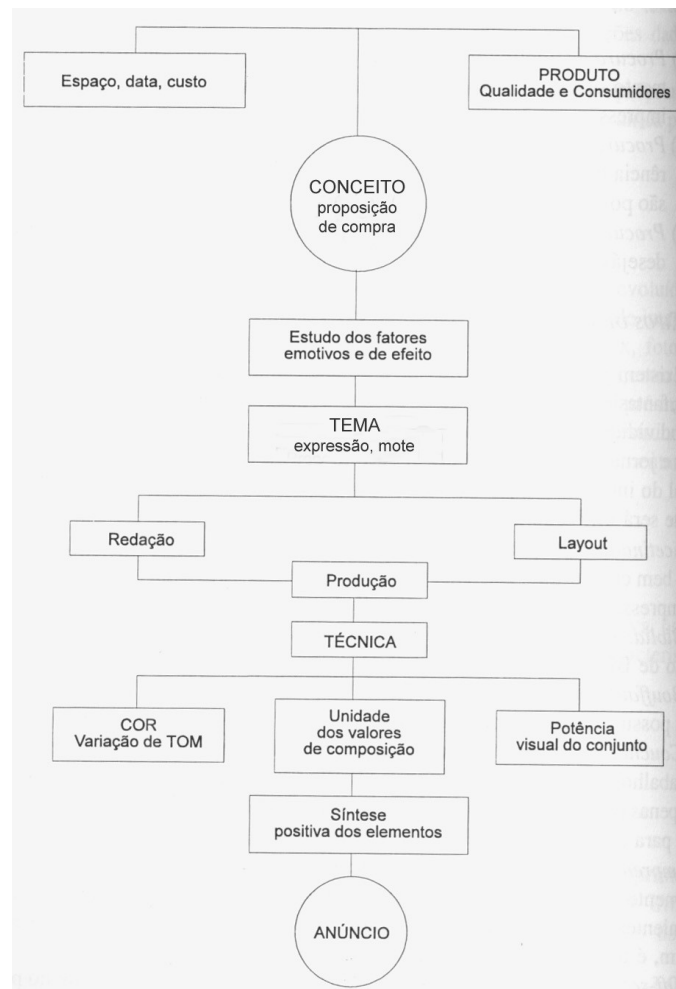 Espaço, data, custo
PRODUTO
Qualidade e Consumidores
CONCEITO
proposição
de compra
Estudo dos fatores
emotivos e de efeito
TEMA
expressão, mote
Redação
Layout
Produção
TÉCNICA
COR
Variação de TOM
Unidade
dos valores
de composição
Potência
visual do conjunto
Síntese
positiva dos elementos
ANÚNCIO